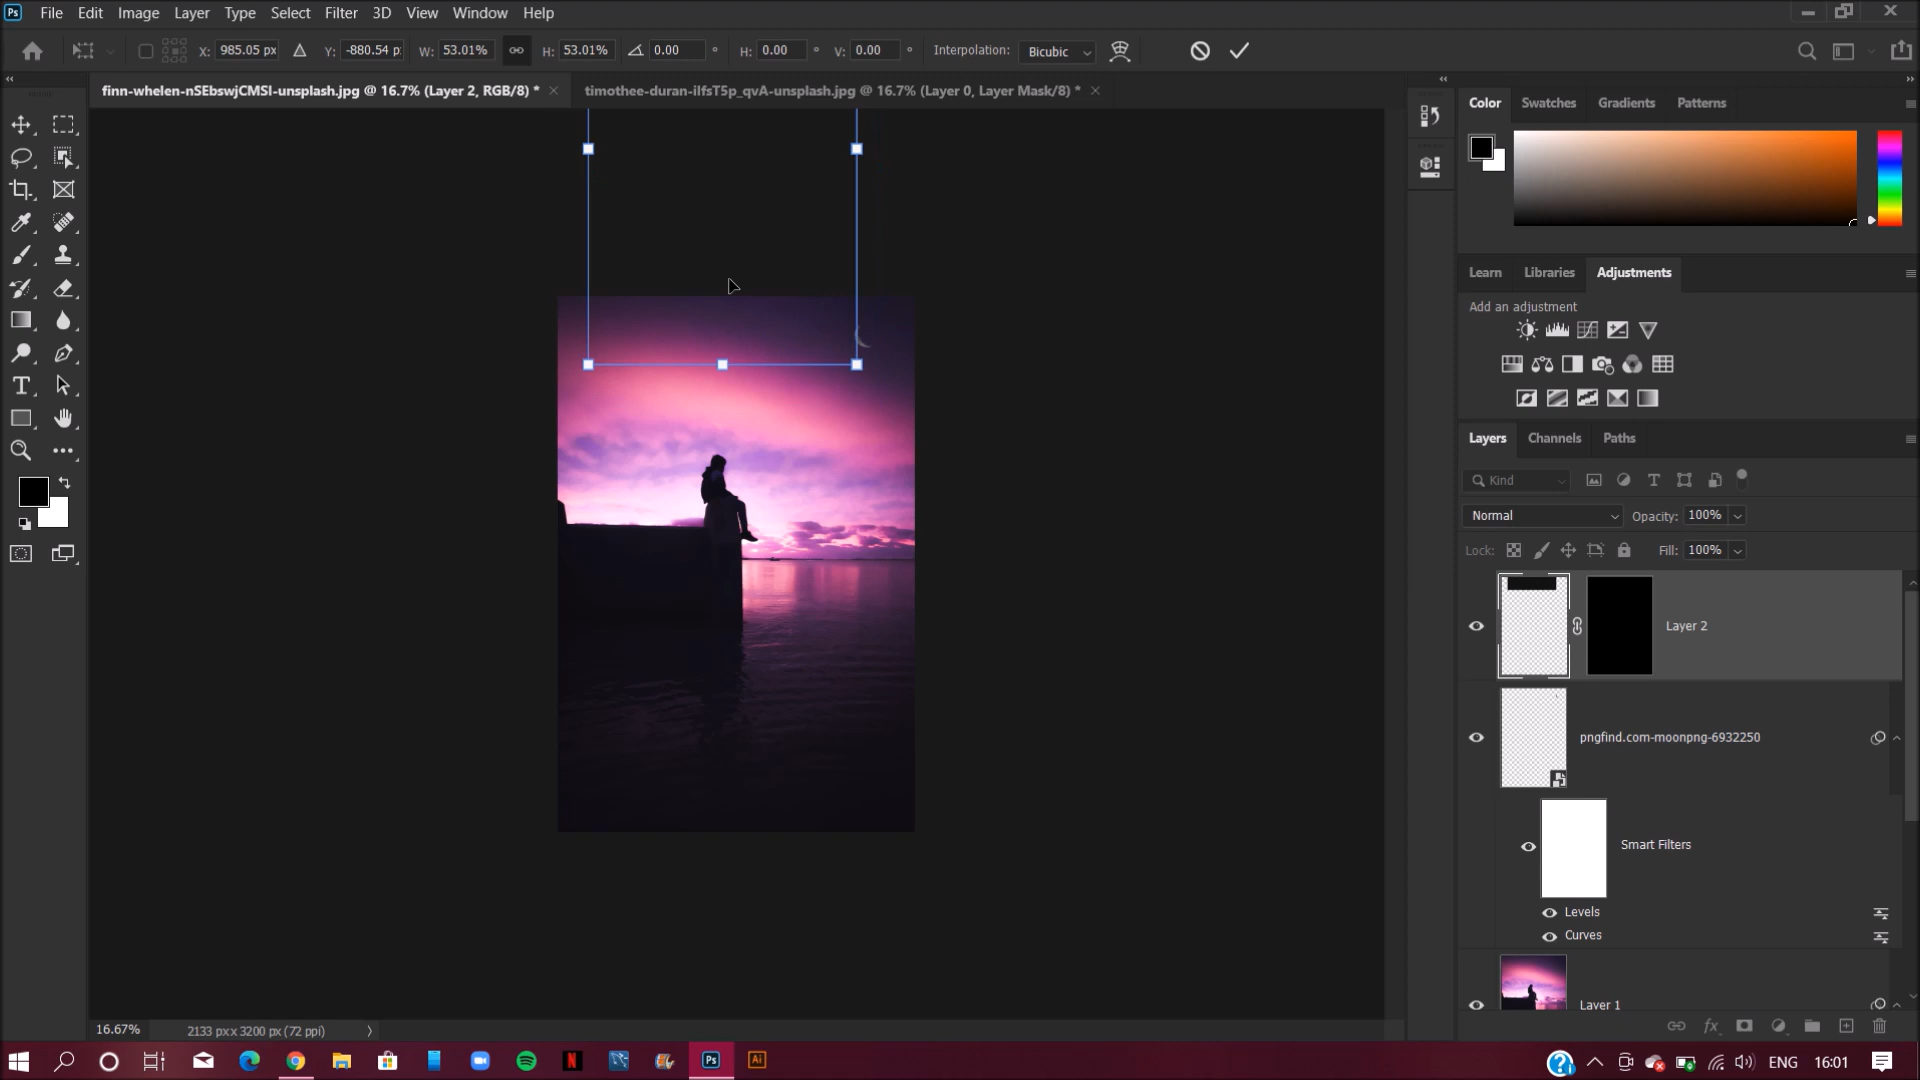 Ps File Edit Image Layer Type Select Filter 3D View Window Help
X: 985.05 px Y: -880.54 p W: 53.01% H: 53.01% 0.00 ° H: 0.00 ° V: 0.00 ° Interpolation: Bicubic
finn-whelen-nSEbswjCMSI-unsplash.jpg @ 16.7% (Layer 2, RGB/8) * timothee-duran-ilfsT5p_qvA-unsplash.jpg @ 16.7% (Layer 0, Layer Mask/8) *
Color Swatches Gradients Patterns
Learn Libraries Adjustments
Add an adjustment
Layers Channels Paths
Kind
Normal Opacity: 100%
Lock: Fill: 100%
Layer 2
pngfind.com-moonpng-6932250
Smart Filters
Levels
Curves
Layer 1
16.67% 2133 px x 3200 px (72 ppi)
N Ps Ai ENG 16:01